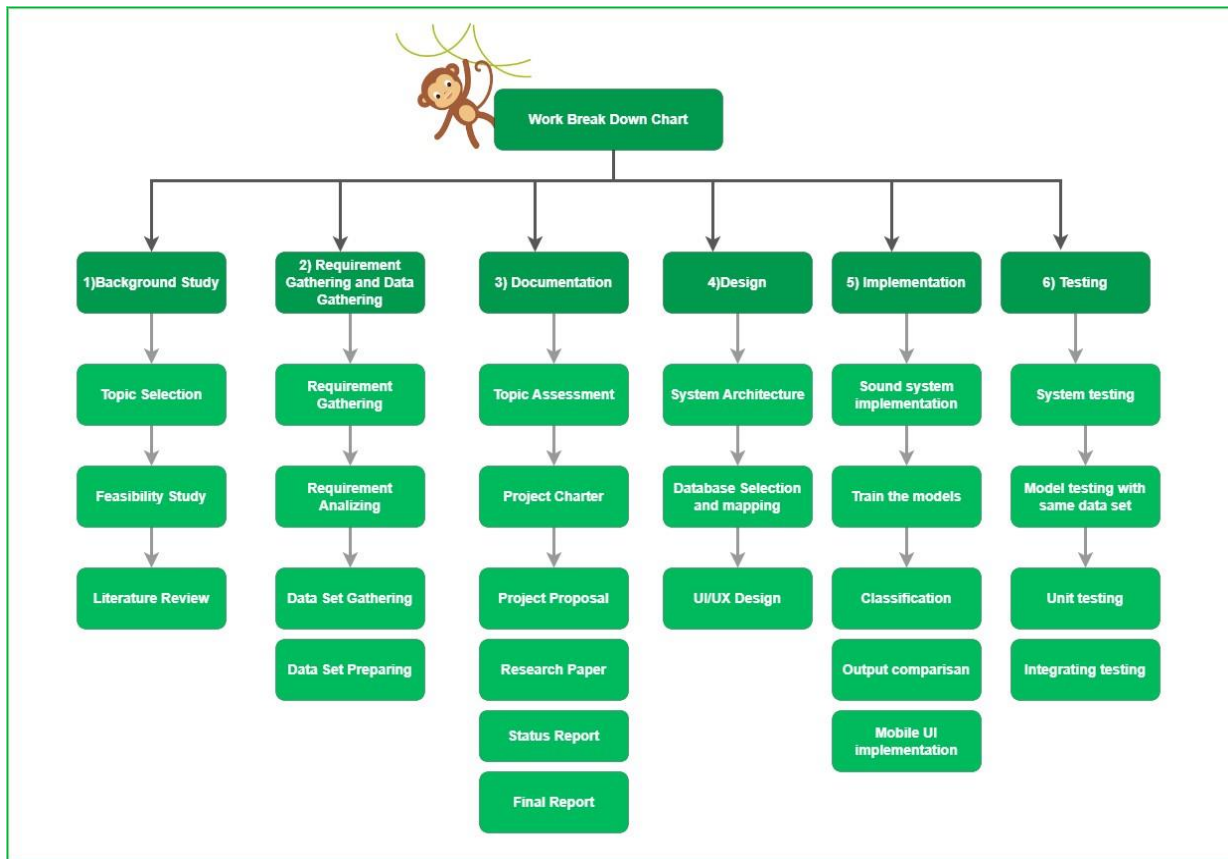 Work Break Down Chart
1)Background Study
2) Requirement
Gathering and Data
Gathering
3) Documentation
4)Design
5) Implementation
6) Testing
Topic Selection
Requirement
Gathering
Topic Assessment
System Architecture
Sound system
implementation
System testing
Feasibility Study
Requirement
Analizing
Project Charter
Database Selection
and mapping
Train the models
Model testing with
same data set
Literature Review
Data Set Gathering
Project Proposal
UI/UX Design
Classification
Unit testing
Data Set Preparing
Research Paper
Output comparisan
Integrating testing
Status Report
Mobile UI
implementation
Final Report